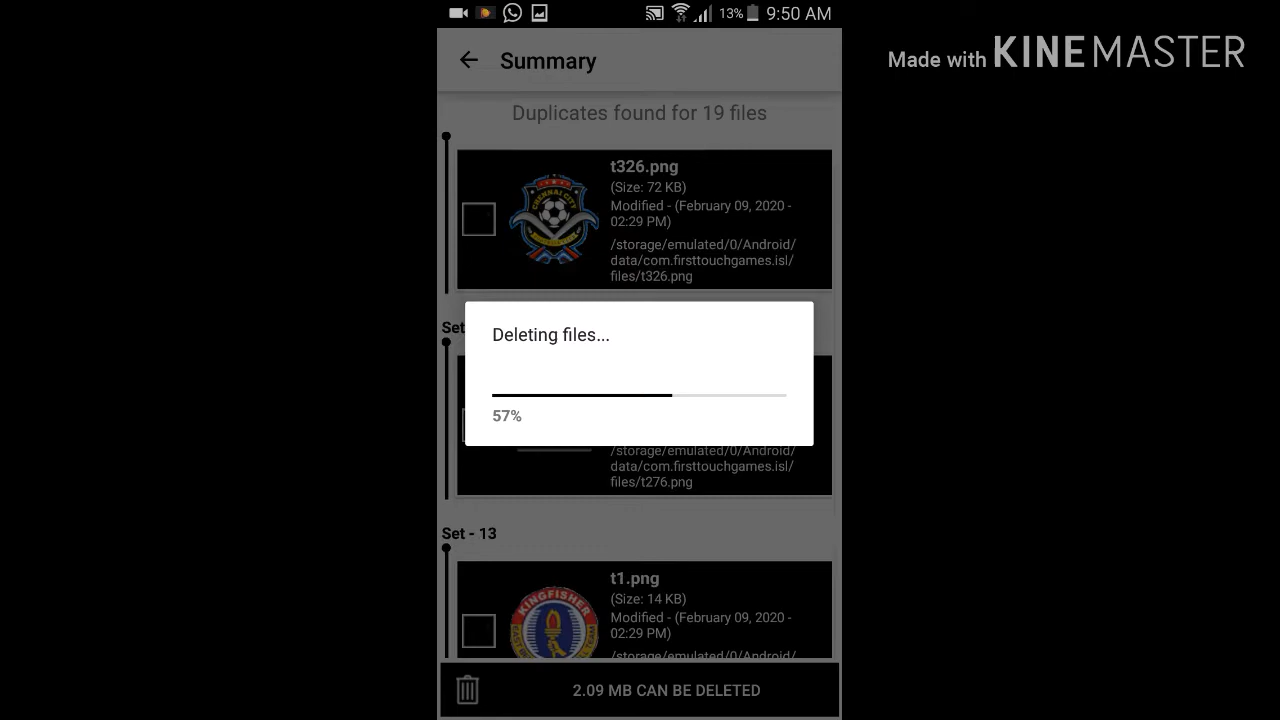 13% 9:50 AM
Made with KINEMASTER
Summary
Duplicates found for 19 files
t326.png
(Size: 72 KB)
Modified - (February 09, 2020 -
02:29 PM)
/storage/emulated/0/Android/
data/com.firsttouchgames.isl/
files/t326.png
CHENNAI CITY
Set
Deleting files...
57%
/storage/emulated/0/Android/
data/com.firsttouchgames.isl/
files/t276.png
Set - 13
t1.png
(Size: 14 KB)
Modified - (February 09, 2020 -
02:29 PM)
/storage/emulated/0/Android/
KINGFISHER
2.09 MB CAN BE DELETED